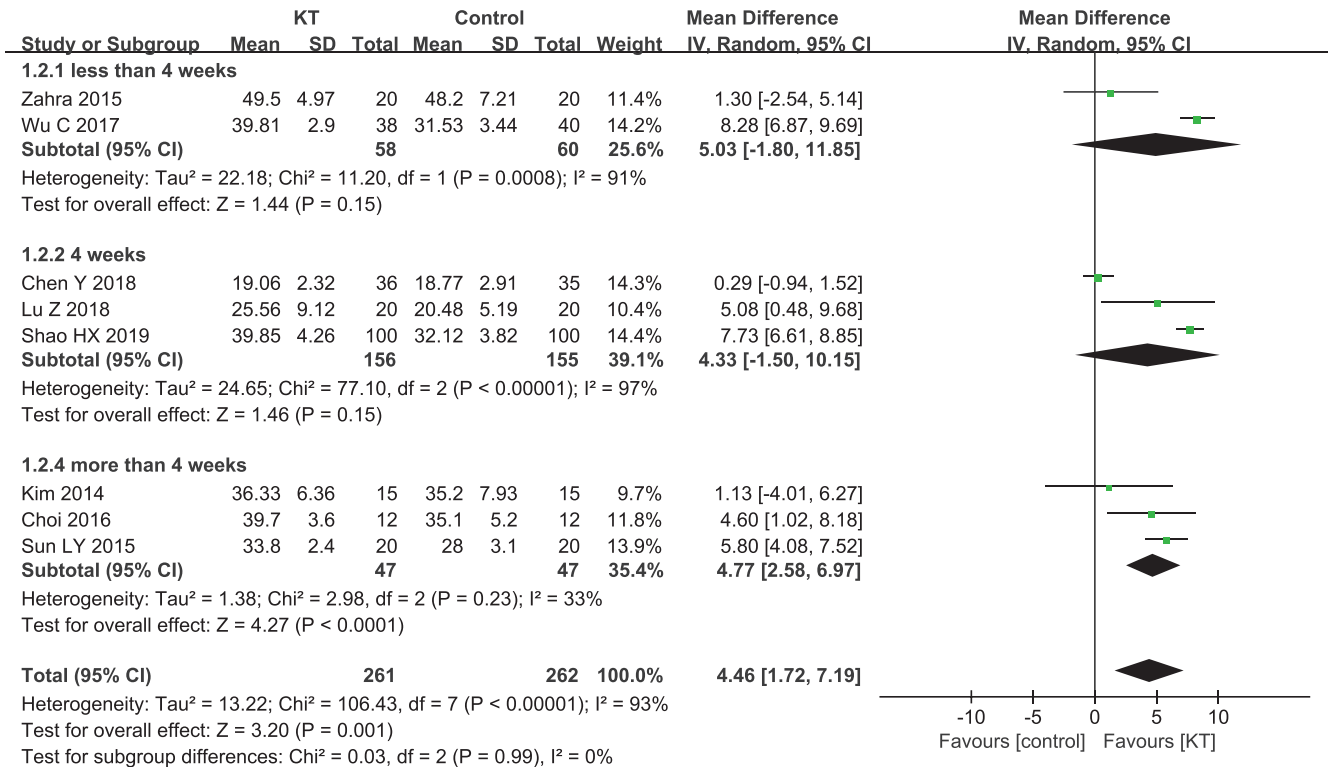 KT Control Mean Difference Mean Difference
Study or Subgroup Mean SD Total Mean SD Total Weight IV, Random, 95% CI IV, Random, 95% CI
1.2.1 less than 4 weeks
Zahra 2015 49.5 4.97 20 48.2 7.21 20 11.4% 1.30 [-2.54, 5.14]
Wu C 2017 39.81 2.9 38 31.53 3.44 40 14.2% 8.28 [6.87, 9.69]
Subtotal (95% CI) 58 60 25.6% 5.03 [-1.80, 11.85]
Heterogeneity: Tau² = 22.18; Chi² = 11.20, df = 1 (P = 0.0008); I² = 91%
Test for overall effect: Z = 1.44 (P = 0.15)
1.2.2 4 weeks
Chen Y 2018 19.06 2.32 36 18.77 2.91 35 14.3% 0.29 [-0.94, 1.52]
Lu Z 2018 25.56 9.12 20 20.48 5.19 20 10.4% 5.08 [0.48, 9.68]
Shao HX 2019 39.85 4.26 100 32.12 3.82 100 14.4% 7.73 [6.61, 8.85]
Subtotal (95% CI) 156 155 39.1% 4.33 [-1.50, 10.15]
Heterogeneity: Tau² = 24.65; Chi² = 77.10, df = 2 (P < 0.00001); I² = 97%
Test for overall effect: Z = 1.46 (P = 0.15)
1.2.4 more than 4 weeks
Kim 2014 36.33 6.36 15 35.2 7.93 15 9.7% 1.13 [-4.01, 6.27]
Choi 2016 39.7 3.6 12 35.1 5.2 12 11.8% 4.60 [1.02, 8.18]
Sun LY 2015 33.8 2.4 20 28 3.1 20 13.9% 5.80 [4.08, 7.52]
Subtotal (95% CI) 47 47 35.4% 4.77 [2.58, 6.97]
Heterogeneity: Tau² = 1.38; Chi² = 2.98, df = 2 (P = 0.23); I² = 33%
Test for overall effect: Z = 4.27 (P < 0.0001)
Total (95% CI) 261 262 100.0% 4.46 [1.72, 7.19]
Heterogeneity: Tau² = 13.22; Chi² = 106.43, df = 7 (P < 0.00001); I² = 93%
Test for overall effect: Z = 3.20 (P = 0.001)
Test for subgroup differences: Chi² = 0.03, df = 2 (P = 0.99), I² = 0%
-10 -5 0 5 10
Favours [control] Favours [KT]